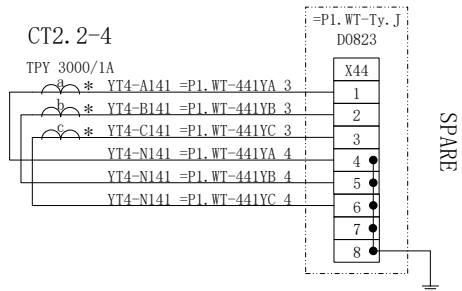 =P1.WT-Ty.J
D0823
CT2.2-4
TPY 3000/1A
X44
a * YT4-A141 =P1.WT-441YA 3 1
b * YT4-B141 =P1.WT-441YB 3 2
c * YT4-C141 =P1.WT-441YC 3 3
YT4-N141 =P1.WT-441YA 4 4
YT4-N141 =P1.WT-441YB 4 5
YT4-N141 =P1.WT-441YC 4 6
7
8
SPARE